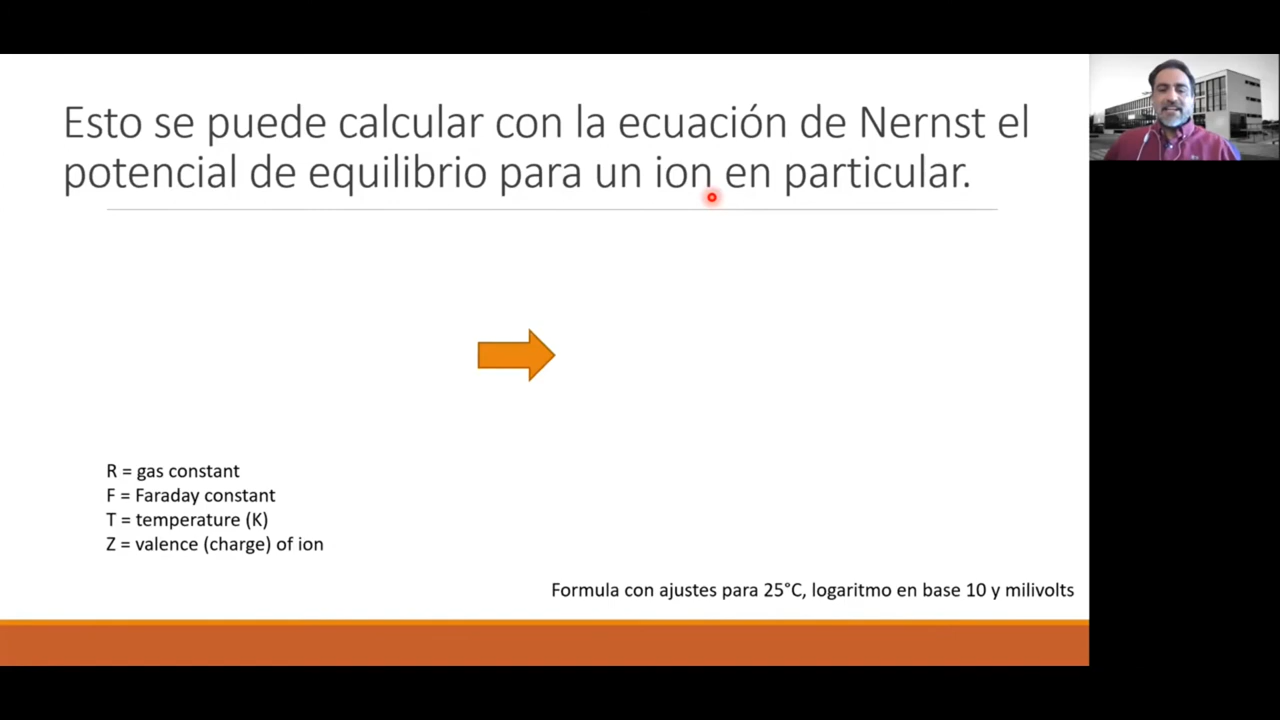 Esto se puede calcular con la ecuación de Nernst el
potencial de equilibrio para un ion en particular.
R = gas constant
F = Faraday constant
T = temperature (K)
Z = valence (charge) of ion
Formula con ajustes para 25°C, logaritmo en base 10 y milivolts